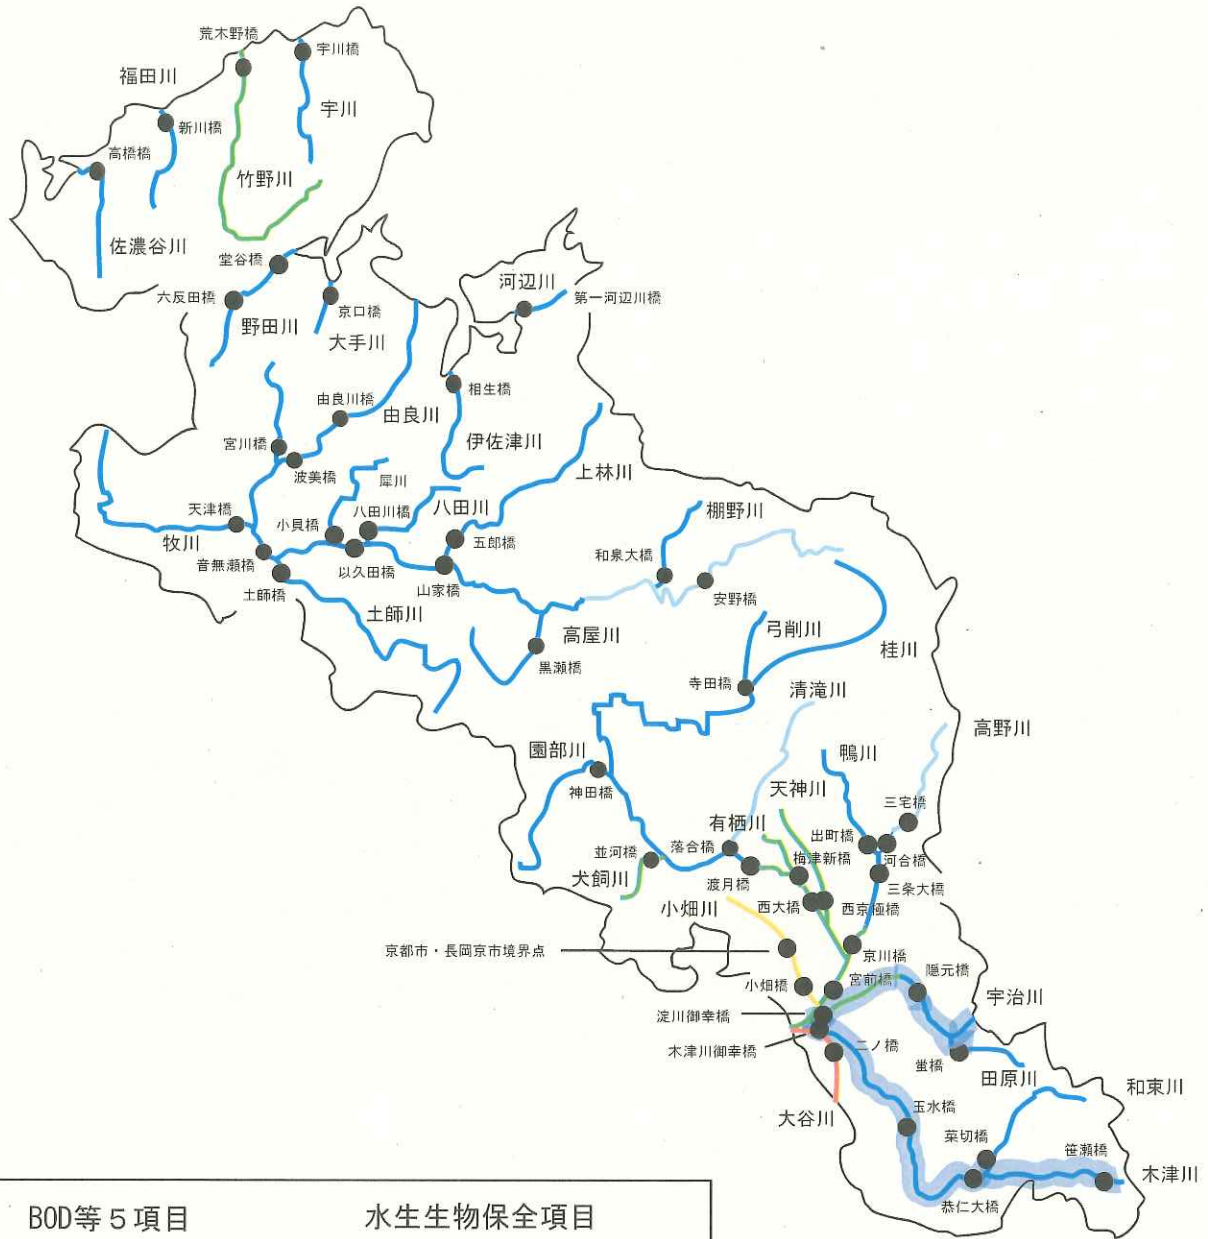 荒木野橋
宇川橋
福田川
宇川
新川橋
高橋橋
竹野川
佐濃谷川
堂谷橋
河辺川
第一河辺川橋
六反田橋
京口橋
野田川
大手川
相生橋
由良川橋
由良川
宮川橋
伊佐津川
波美橋
犀川
上林川
天津橋
小貝橋
八田川橋
八田川
棚野川
牧川
五郎橋
音無瀬橋
以久田橋
和泉大橋
土師橋
山家橋
安野橋
土師川
高屋川
弓削川
桂川
黒瀬橋
寺田橋
清滝川
高野川
園部川
鴨川
神田橋
天神川
三宅橋
有栖川
出町橋
落合橋
並河橋
梅津新橋
河合橋
犬飼川
渡月橋
三条大橋
小畑川
西大橋
西京極橋
京都市・長岡京市境界点
京川橋
小畑橋
宮前橋
隠元橋
宇治川
淀川御幸橋
木津川御幸橋
二ノ橋
蛍橋
田原川
和束川
大谷川
玉水橋
菜切橋
笹瀬橋
木津川
恭仁大橋
BOD等5項目 水生生物保全項目